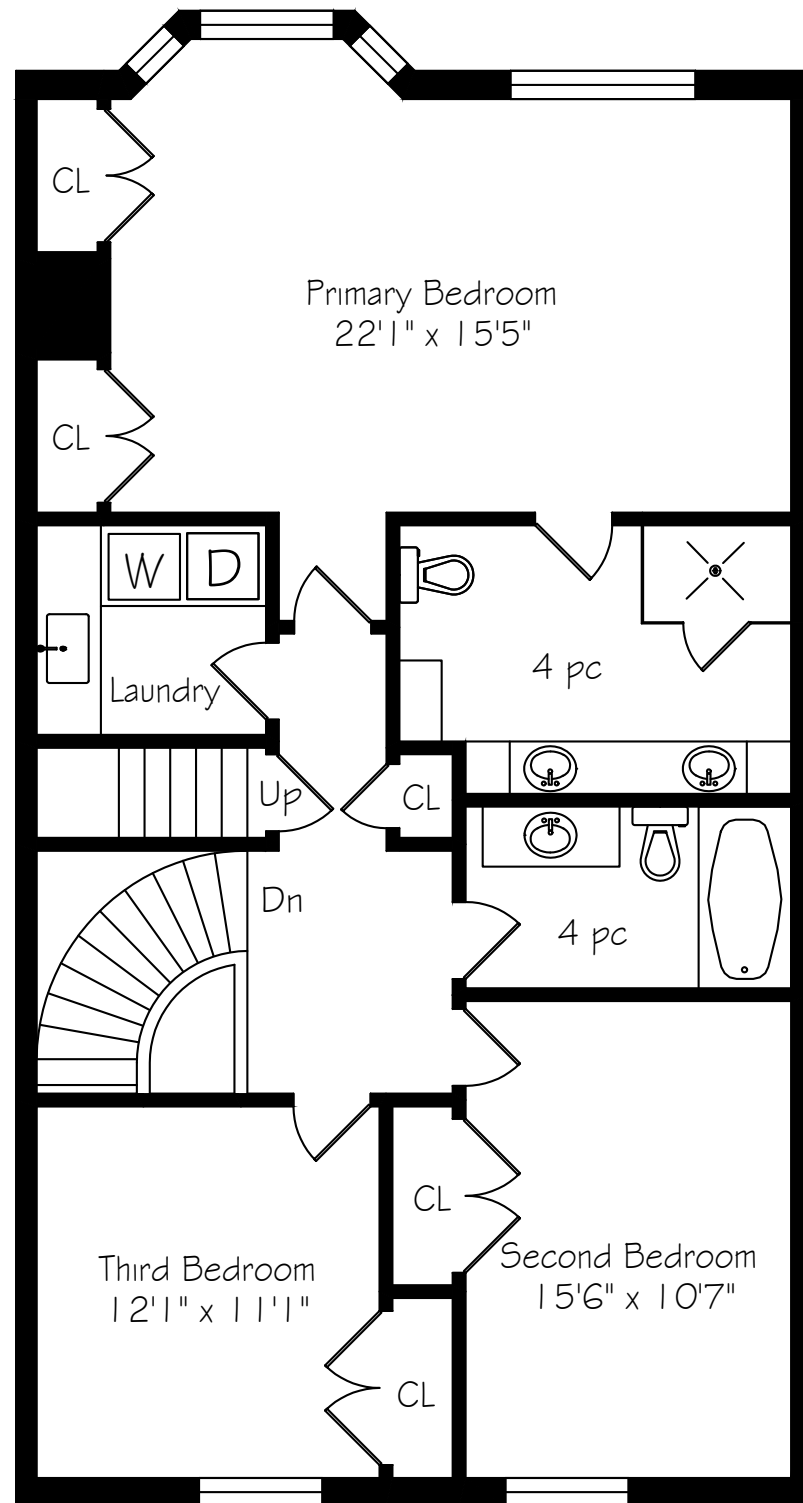 CL
Primary Bedroom
22'1" x 15'5"
CL
W D
4 pc
Laundry
Up
CL
Dn
4 pc
CL
Second Bedroom
15'6" x 10'7"
Third Bedroom
12'1" x 11'1"
CL